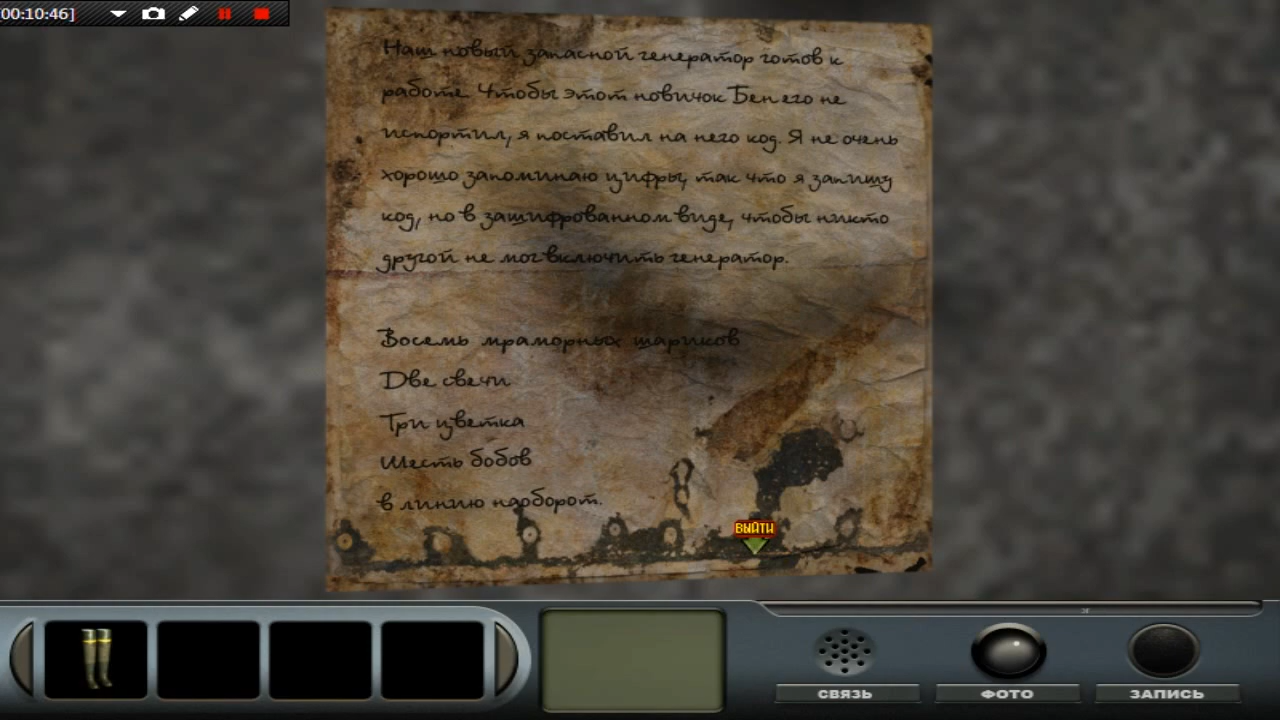 [00:10:46]
Наш новый запасной генератор готов к
работе. Чтобы этот новичок Бен его не
испортил, я поставил на него код. Я не очень
хорошо запоминаю цифры, так что я запишу
код, но в зашифрованном виде, чтобы никто
другой не мог включить генератор.
Восемь мраморных шариков
Две свечи
Три цветка
Шесть бобов
в линию наоборот.
ВЫЙТИ
СВЯЗЬ
ФОТО
ЗАПИСЬ